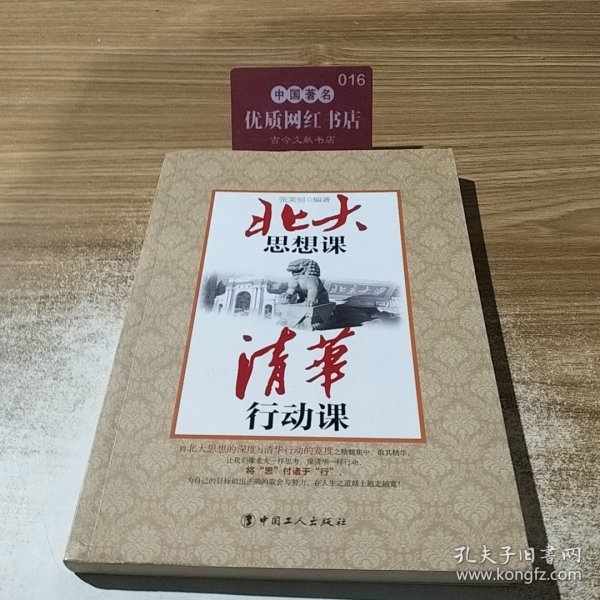 016
中国著名
优质网红书店
古今文献书店
张笑恒◎编著
北大
思想课
北京大学
清華
行动课
将北大思想的深度与清华行动的宽度之精髓集中、取其精华,
让我们像北大一样思考,像清华一样行动,
将“思”付诸于“行”,
为自己的目标做出正确的取舍与努力,在人生之道路上越走越宽!
中国工人出版社
孔夫子旧书网
www.kongfz.com